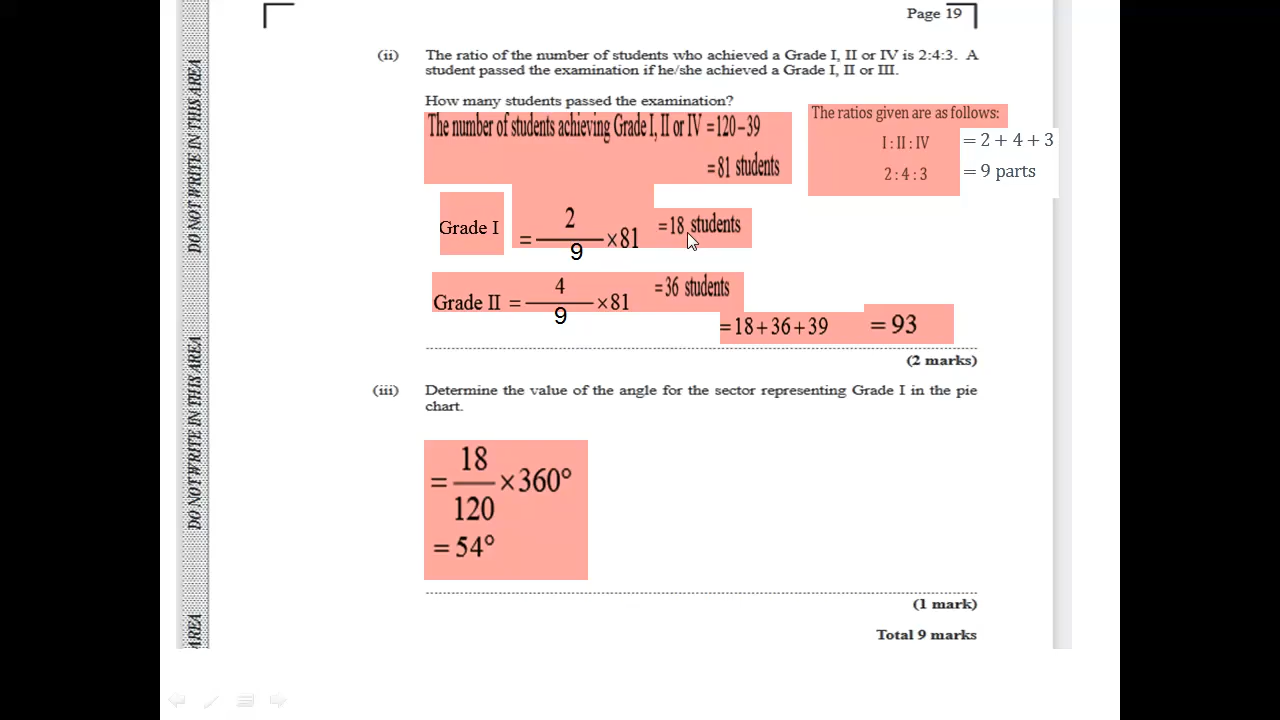 Page 19
(ii) The ratio of the number of students who achieved a Grade I, II or IV is 2:4:3. A
student passed the examination if he/she achieved a Grade I, II or III.
How many students passed the examination?
The number of students achieving Grade I, II or IV =120−39
=81 students
The ratios given are as follows:
I : II : IV = 2 + 4 + 3
2 : 4 : 3 = 9 parts
Grade I = 2/9 ×81 =18 students
Grade II = 4/9 ×81 =36 students
=18+36+39 = 93
(2 marks)
(iii) Determine the value of the angle for the sector representing Grade I in the pie
chart.
= 18/120 ×360°
= 54°
(1 mark)
Total 9 marks
DO NOT WRITE IN THIS AREA
DO NOT WRITE IN THIS AREA
AREA